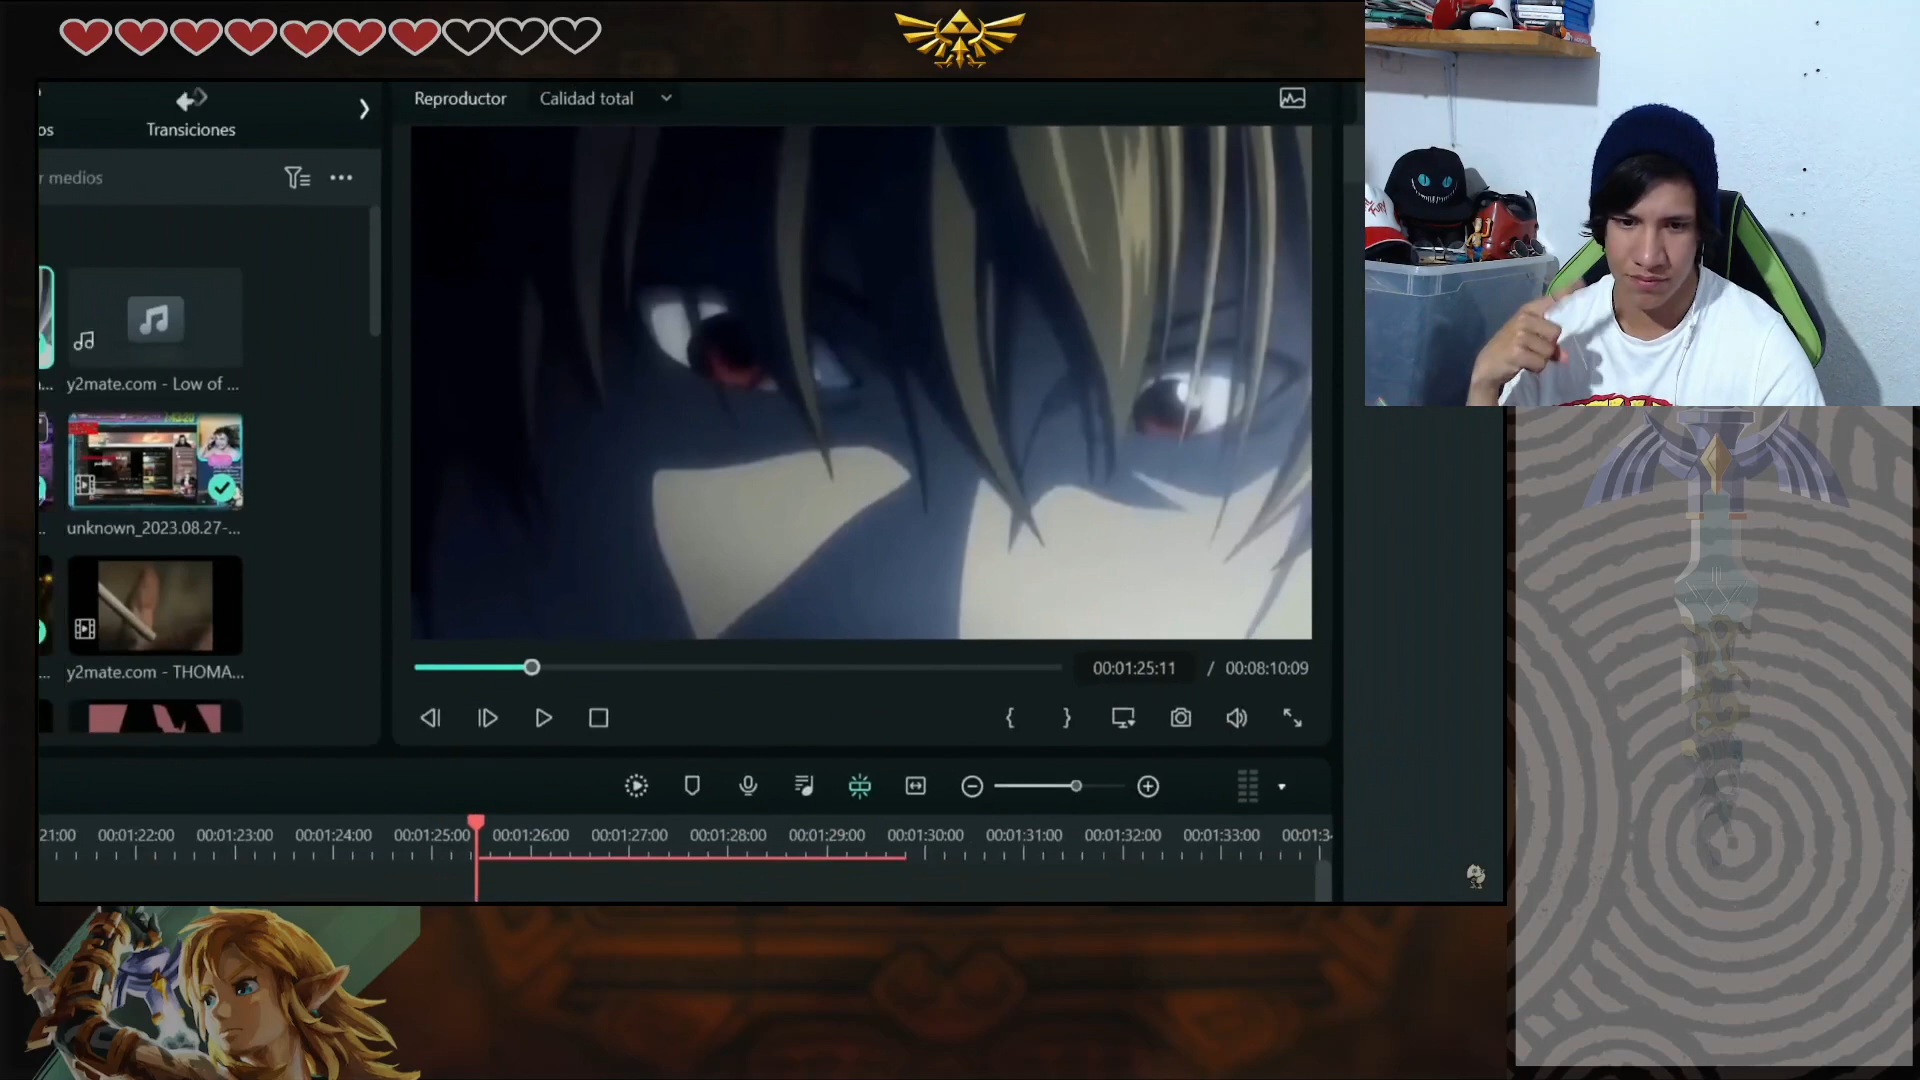 Reproductor
Calidad total
os
Transiciones
r medios
a...
y2mate.com - Low of ...
...
unknown_2023.08.27-...
...
y2mate.com - THOMA...
00:01:25:11 / 00:08:10:09
{ }
21:00 00:01:22:00 00:01:23:00 00:01:24:00 00:01:25:00 00:01:26:00 00:01:27:00 00:01:28:00 00:01:29:00 00:01:30:00 00:01:31:00 00:01:32:00 00:01:33:00 00:01:34